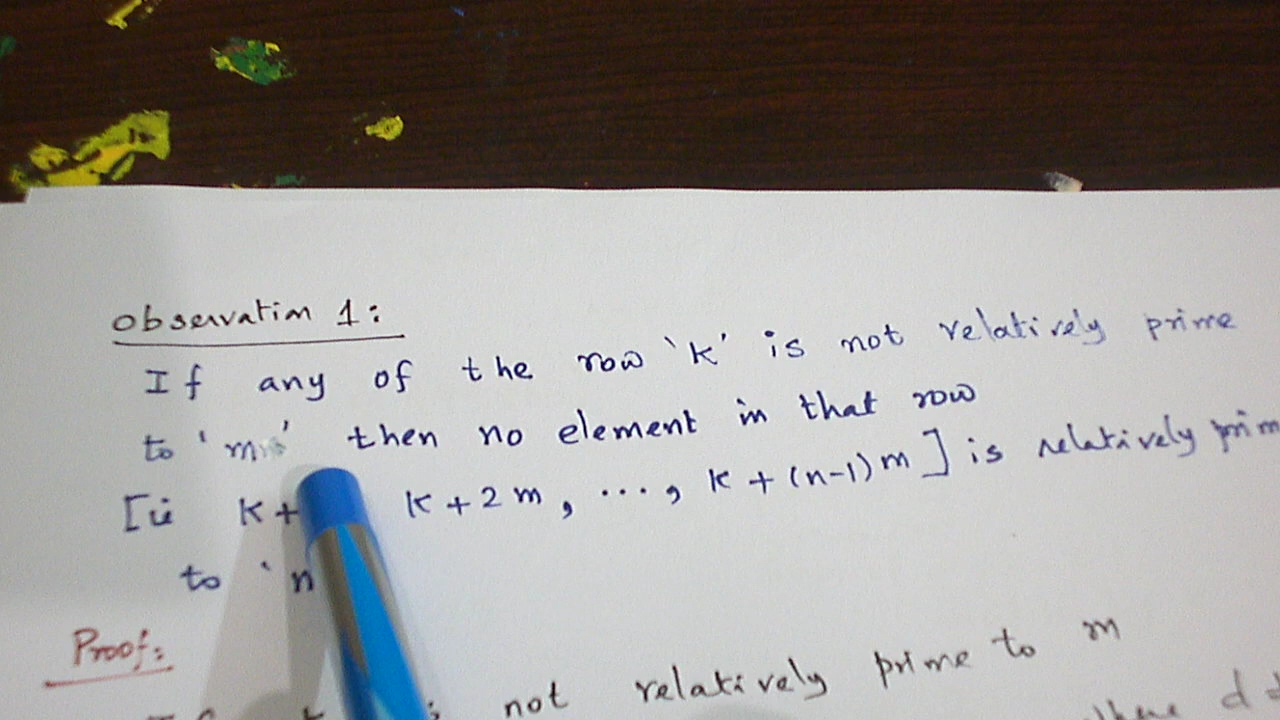 Observation 1:
If any of the row 'k' is not relatively prime
to 'm' then no element in that row
[ie k+ k+2m, ..., k+(n-1)m] is relatively prim
to 'n
Proof:
not relatively prime to m